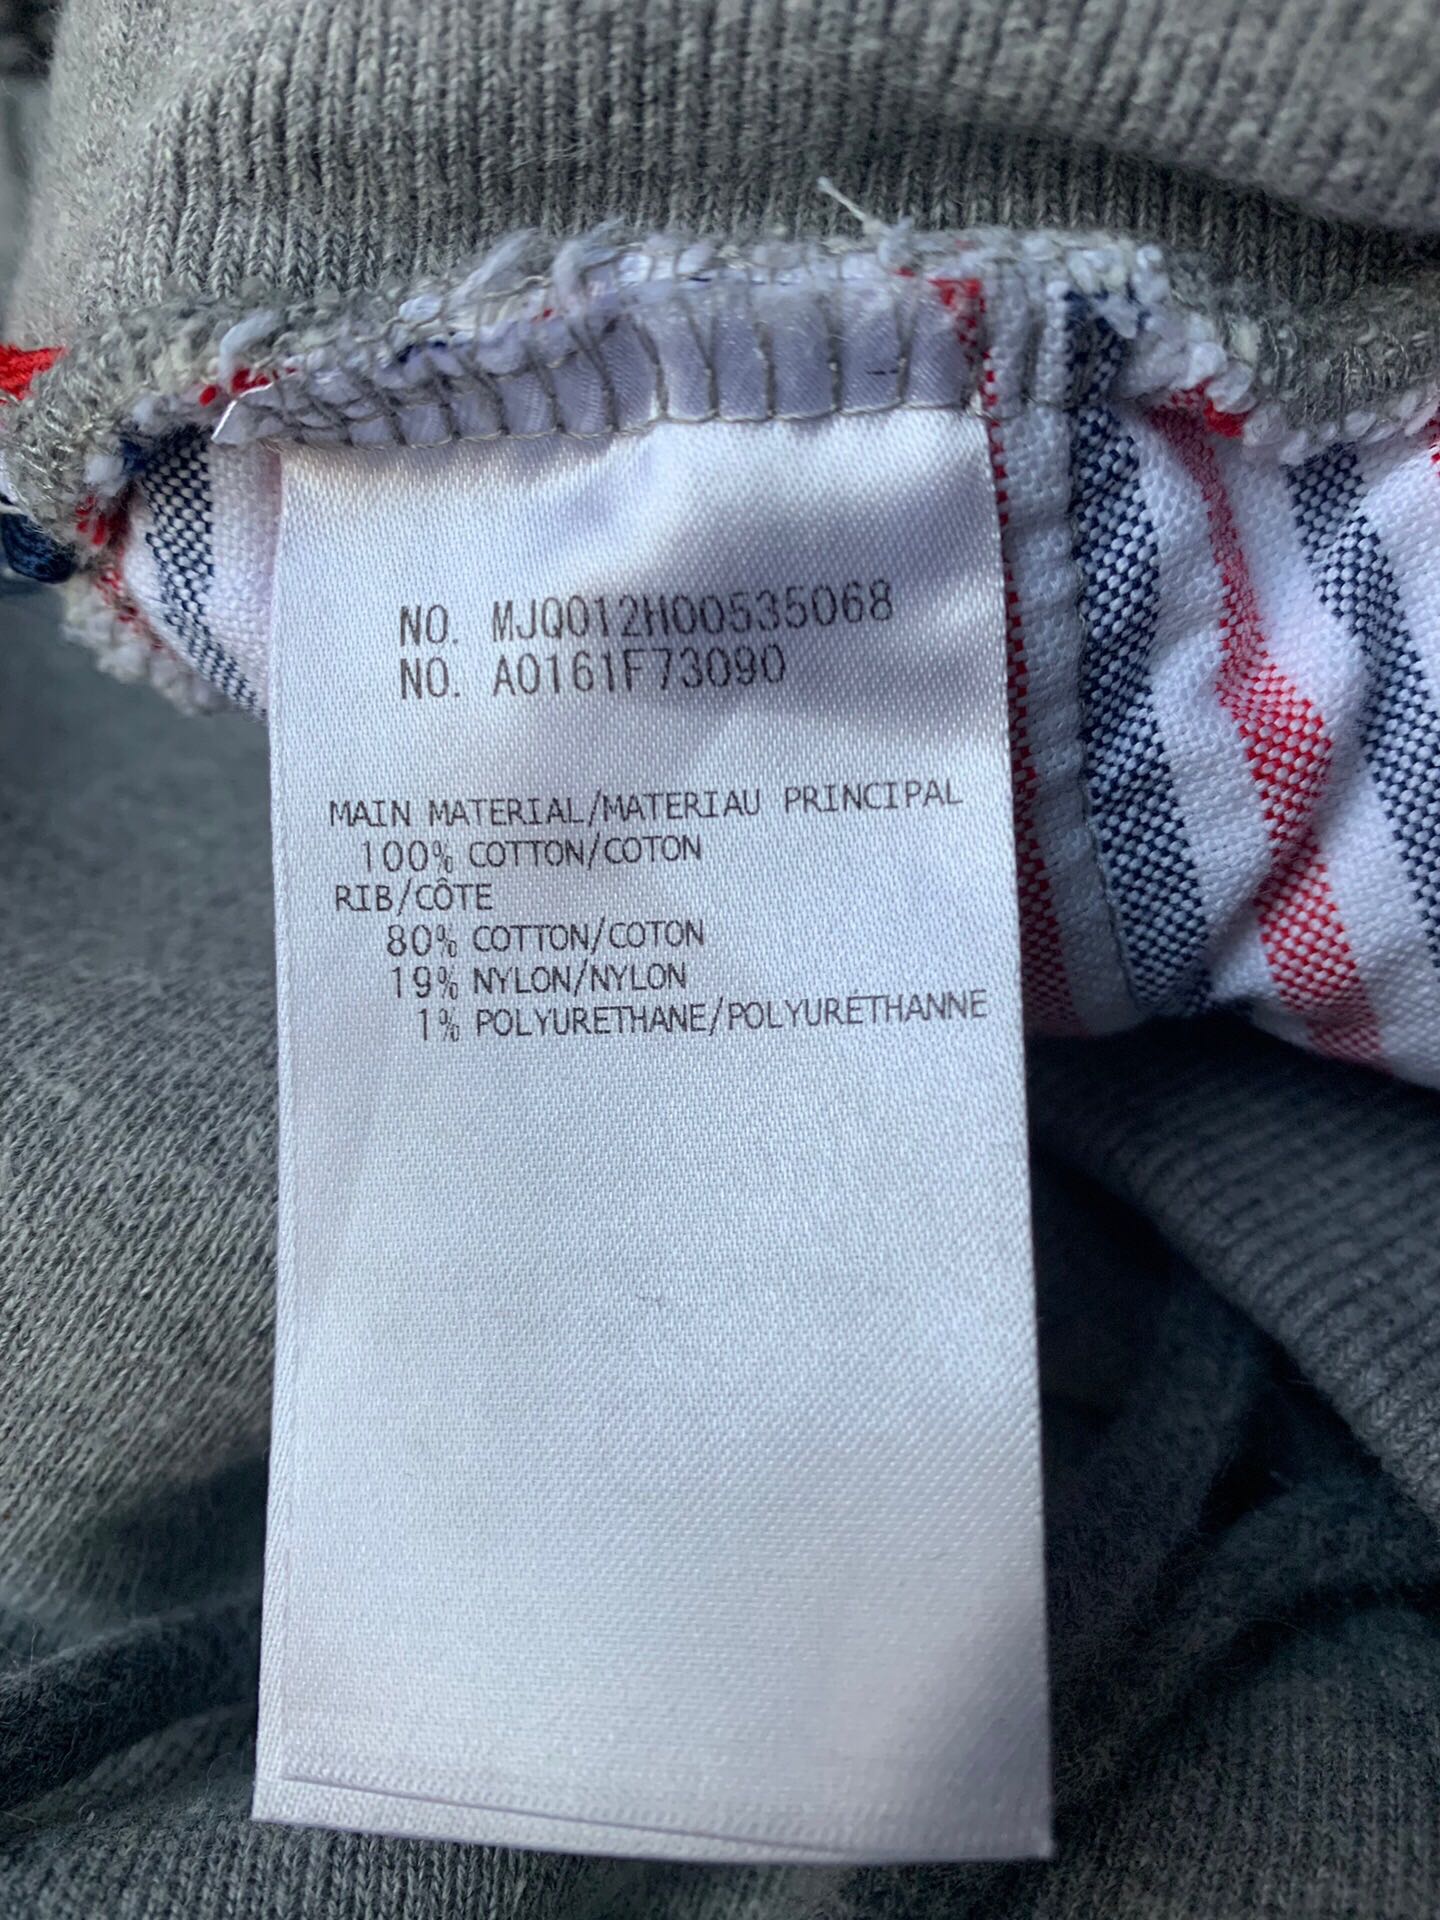 NO. MJQ012H00535068
NO. A0161F73090
MAIN MATERIAL/MATERIAU PRINCIPAL
100% COTTON/COTON
RIB/CÔTE
80% COTTON/COTON
19% NYLON/NYLON
1% POLYURETHANE/POLYURÉTHANNE